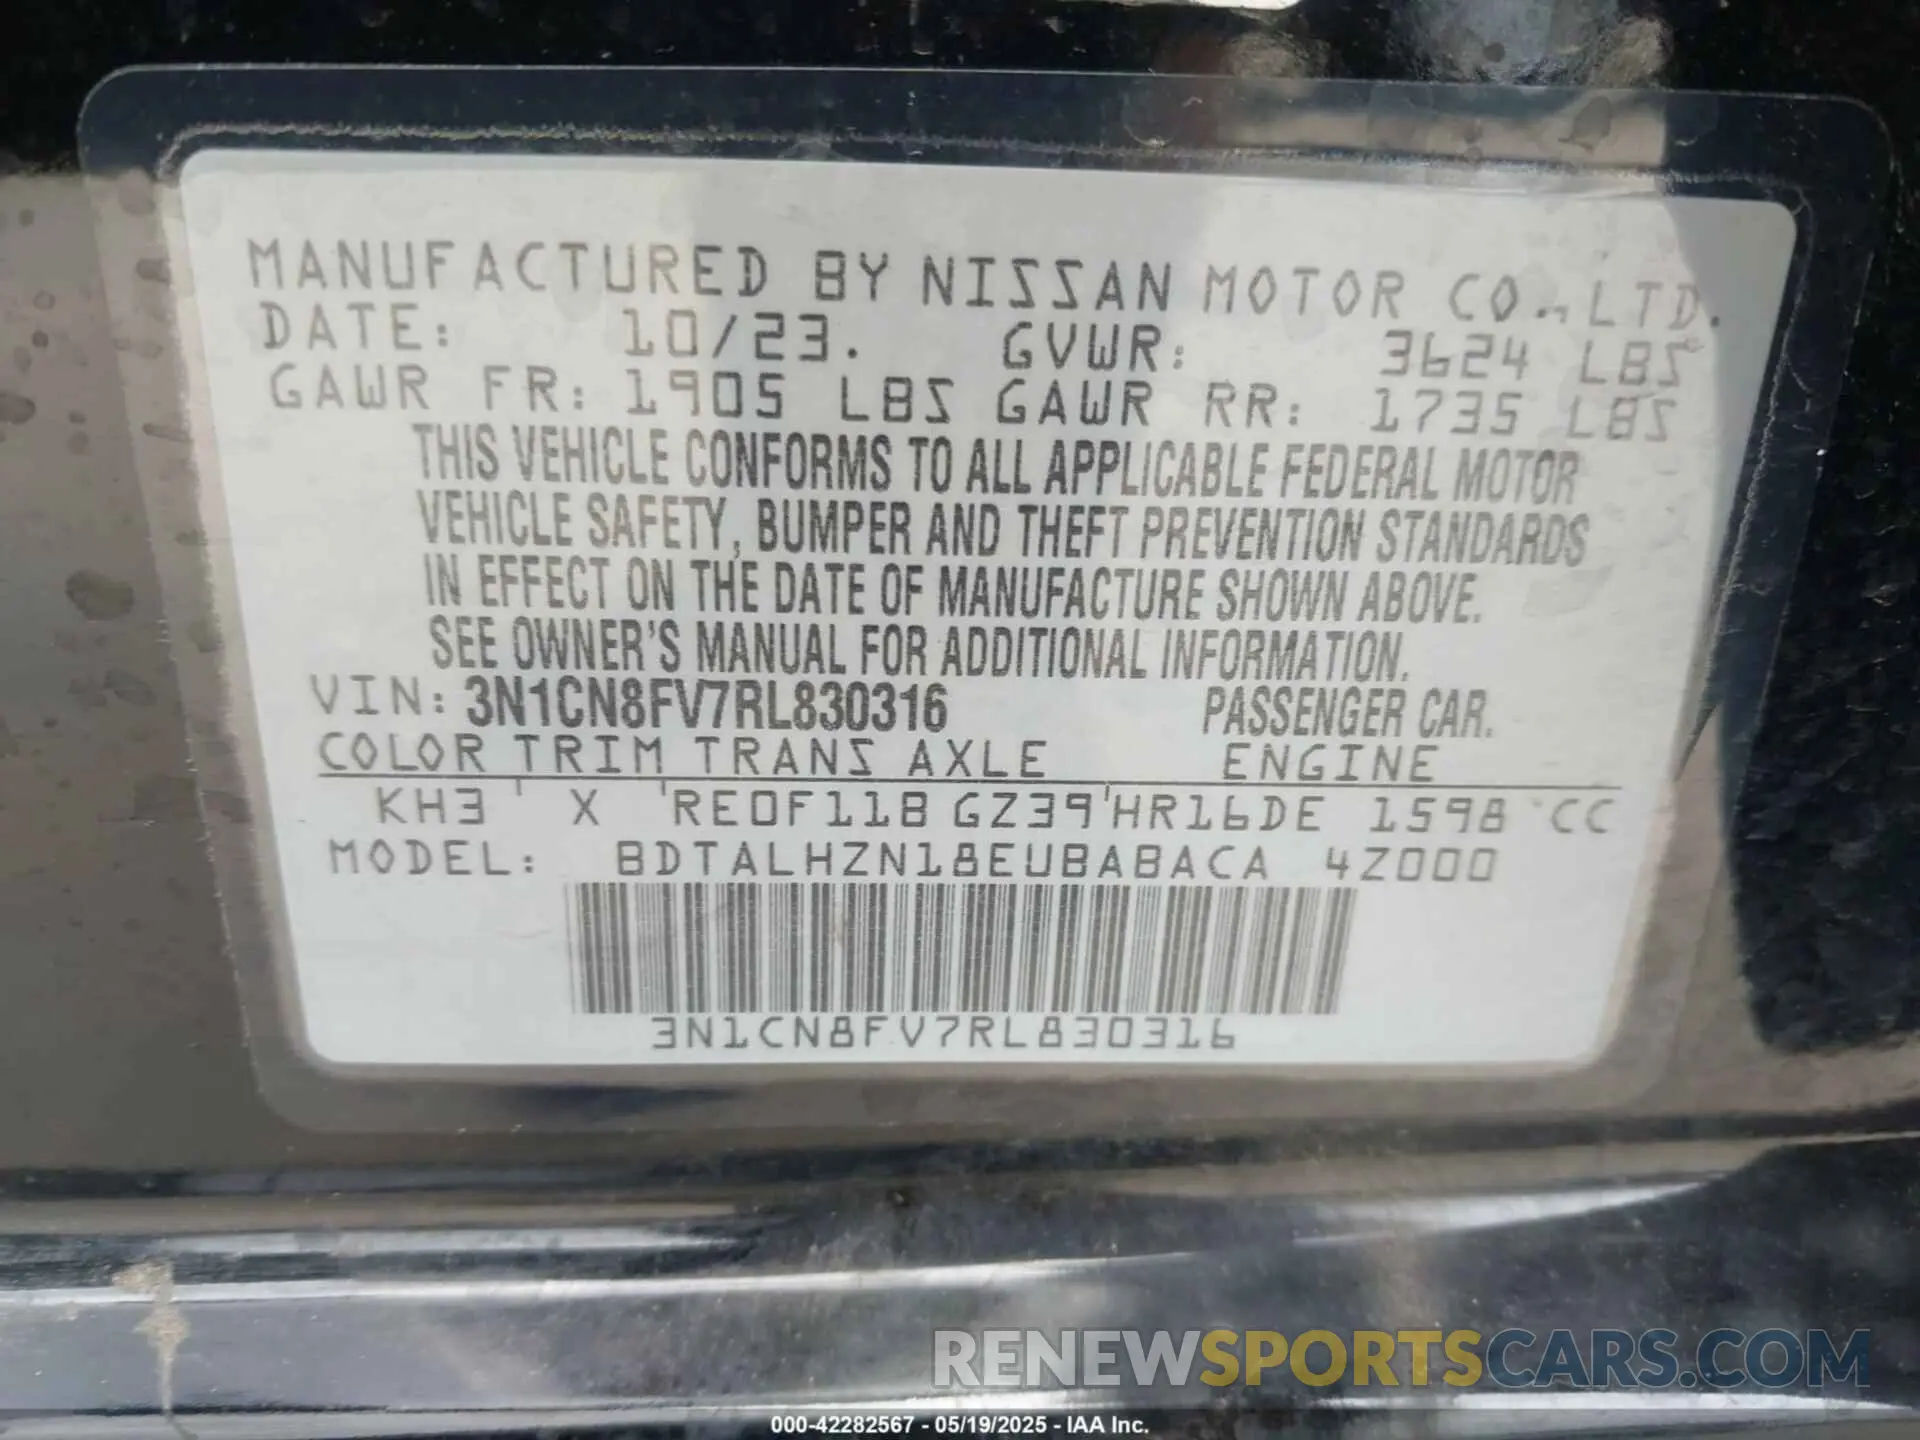 MANUFACTURED BY NISSAN MOTOR CO., LTD.
DATE: 10/23. GVWR: 3624 LBS
GAWR FR: 1905 LBS GAWR RR: 1735 LBS
THIS VEHICLE CONFORMS TO ALL APPLICABLE FEDERAL MOTOR
VEHICLE SAFETY, BUMPER AND THEFT PREVENTION STANDARDS
IN EFFECT ON THE DATE OF MANUFACTURE SHOWN ABOVE.
SEE OWNER'S MANUAL FOR ADDITIONAL INFORMATION.
VIN: 3N1CN8FV7RL830316 PASSENGER CAR.
COLOR TRIM TRANS AXLE ENGINE
KH3 ' X 'RE0F11B GZ39'HR16DE 1598 CC
MODEL: BDTALHZN18EUBABACA 4Z000
3N1CN8FV7RL830316
RENEWSPORTSCARS.COM
000-42282567 - 05/19/2025 - IAA Inc.